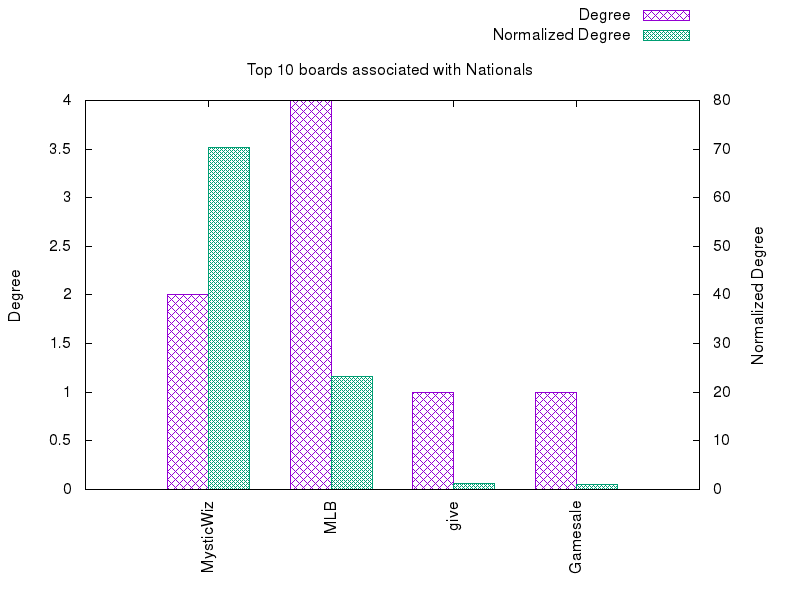 Degree
Normalized Degree
Top 10 boards associated with Nationals
4
3.5
3
2.5
2
1.5
1
0.5
0
80
70
60
50
40
30
20
10
0
Degree
Normalized Degree
MysticWiz
MLB
give
Gamesale